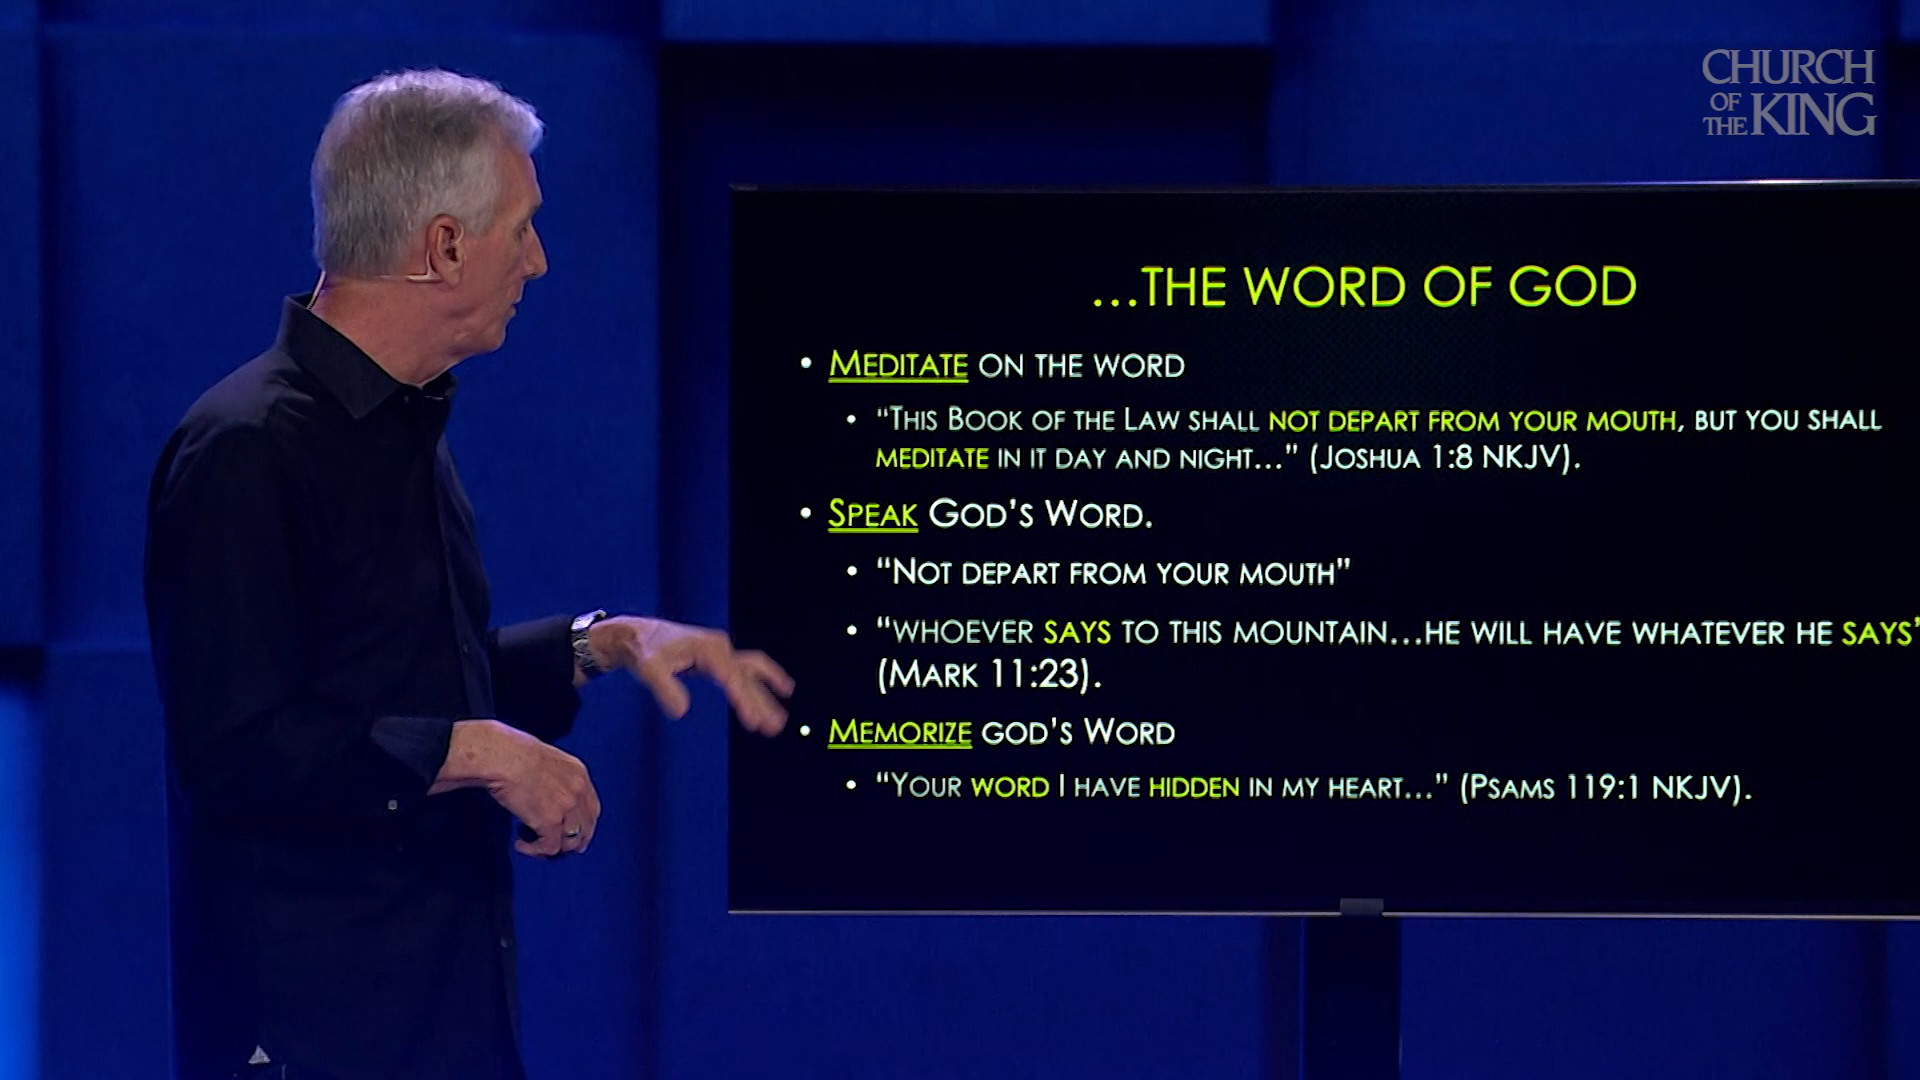 CHURCH
OF
THE KING
...THE WORD OF GOD
• MEDITATE ON THE WORD
• “THIS BOOK OF THE LAW SHALL NOT DEPART FROM YOUR MOUTH, BUT YOU SHALL
MEDITATE IN IT DAY AND NIGHT...” (JOSHUA 1:8 NKJV).
• SPEAK GOD’S WORD.
• “NOT DEPART FROM YOUR MOUTH”
• “WHOEVER SAYS TO THIS MOUNTAIN...HE WILL HAVE WHATEVER HE SAYS”
(MARK 11:23).
• MEMORIZE GOD’S WORD
• “YOUR WORD I HAVE HIDDEN IN MY HEART...” (PSAMS 119:1 NKJV).